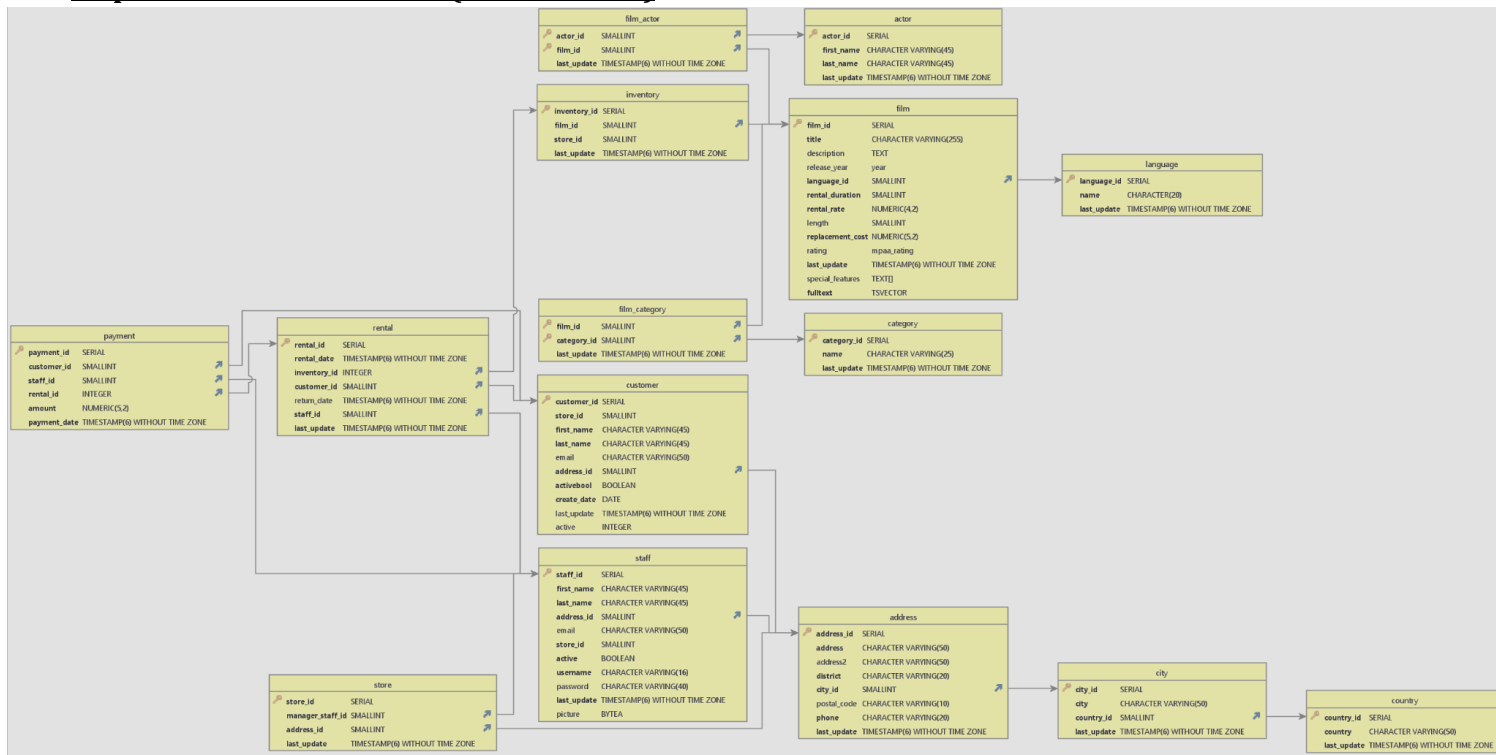 film_actor
actor_id SMALLINT
film_id SMALLINT
last_update TIMESTAMP(6) WITHOUT TIME ZONE
actor
actor_id SERIAL
first_name CHARACTER VARYING(45)
last_name CHARACTER VARYING(45)
last_update TIMESTAMP(6) WITHOUT TIME ZONE
inventory
inventory_id SERIAL
film_id SMALLINT
store_id SMALLINT
last_update TIMESTAMP(6) WITHOUT TIME ZONE
film
film_id SERIAL
title CHARACTER VARYING(255)
description TEXT
release_year year
language_id SMALLINT
rental_duration SMALLINT
rental_rate NUMERIC(4,2)
length SMALLINT
replacement_cost NUMERIC(5,2)
rating mpaa_rating
last_update TIMESTAMP(6) WITHOUT TIME ZONE
special_features TEXT[]
fulltext TSVECTOR
language
language_id SERIAL
name CHARACTER(20)
last_update TIMESTAMP(6) WITHOUT TIME ZONE
film_category
film_id SMALLINT
category_id SMALLINT
last_update TIMESTAMP(6) WITHOUT TIME ZONE
category
category_id SERIAL
name CHARACTER VARYING(25)
last_update TIMESTAMP(6) WITHOUT TIME ZONE
payment
payment_id SERIAL
customer_id SMALLINT
staff_id SMALLINT
rental_id INTEGER
amount NUMERIC(5,2)
payment_date TIMESTAMP(6) WITHOUT TIME ZONE
rental
rental_id SERIAL
rental_date TIMESTAMP(6) WITHOUT TIME ZONE
inventory_id INTEGER
customer_id SMALLINT
return_date TIMESTAMP(6) WITHOUT TIME ZONE
staff_id SMALLINT
last_update TIMESTAMP(6) WITHOUT TIME ZONE
customer
customer_id SERIAL
store_id SMALLINT
first_name CHARACTER VARYING(45)
last_name CHARACTER VARYING(45)
email CHARACTER VARYING(50)
address_id SMALLINT
activebool BOOLEAN
create_date DATE
last_update TIMESTAMP(6) WITHOUT TIME ZONE
active INTEGER
staff
staff_id SERIAL
first_name CHARACTER VARYING(45)
last_name CHARACTER VARYING(45)
address_id SMALLINT
email CHARACTER VARYING(50)
store_id SMALLINT
active BOOLEAN
username CHARACTER VARYING(16)
password CHARACTER VARYING(40)
last_update TIMESTAMP(6) WITHOUT TIME ZONE
picture BYTEA
store
store_id SERIAL
manager_staff_id SMALLINT
address_id SMALLINT
last_update TIMESTAMP(6) WITHOUT TIME ZONE
address
address_id SERIAL
address CHARACTER VARYING(50)
address2 CHARACTER VARYING(50)
district CHARACTER VARYING(20)
city_id SMALLINT
postal_code CHARACTER VARYING(10)
phone CHARACTER VARYING(20)
last_update TIMESTAMP(6) WITHOUT TIME ZONE
city
city_id SERIAL
city CHARACTER VARYING(50)
country_id SMALLINT
last_update TIMESTAMP(6) WITHOUT TIME ZONE
country
country_id SERIAL
country CHARACTER VARYING(50)
last_update TIMESTAMP(6) WITHOUT TIME ZONE